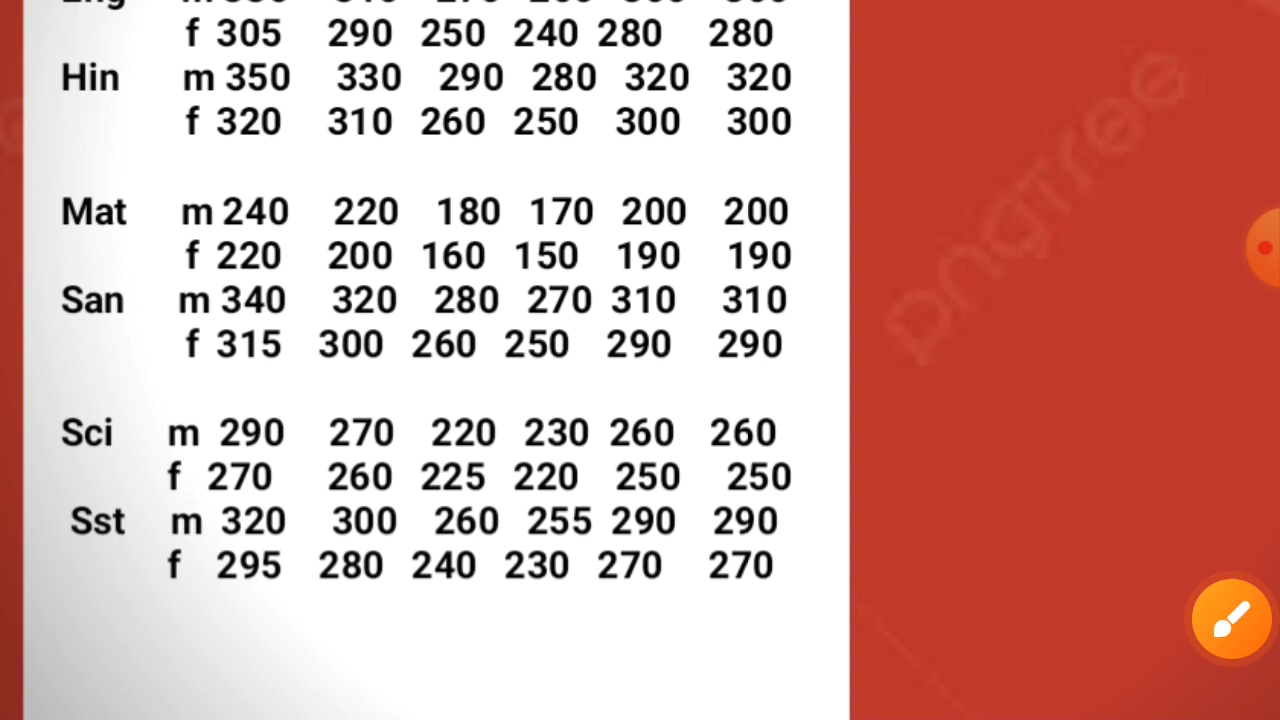 f 305 290 250 240 280 280
Hin m 350 330 290 280 320 320
f 320 310 260 250 300 300
Mat m 240 220 180 170 200 200
f 220 200 160 150 190 190
San m 340 320 280 270 310 310
f 315 300 260 250 290 290
Sci m 290 270 220 230 260 260
f 270 260 225 220 250 250
Sst m 320 300 260 255 290 290
f 295 280 240 230 270 270
pngtree